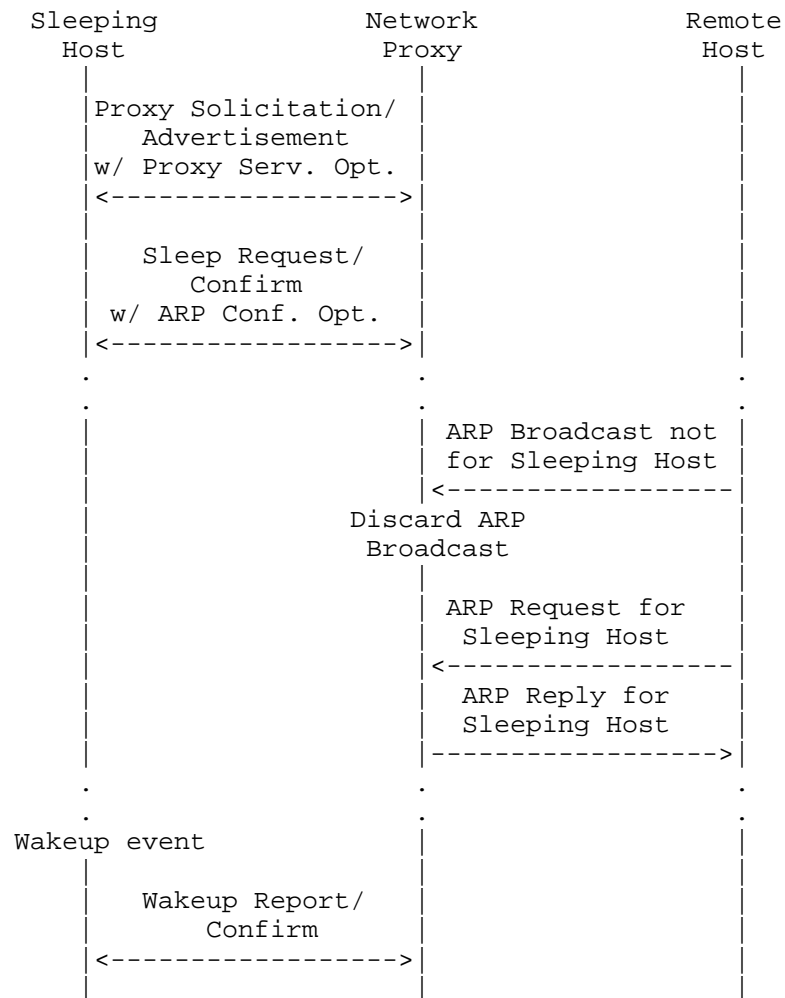 Sleeping Network Remote
Host Proxy Host
Proxy Solicitation/
Advertisement
w/ Proxy Serv. Opt.
Sleep Request/
Confirm
w/ ARP Conf. Opt.
ARP Broadcast not
for Sleeping Host
Discard ARP
Broadcast
ARP Request for
Sleeping Host
ARP Reply for
Sleeping Host
Wakeup event
Wakeup Report/
Confirm